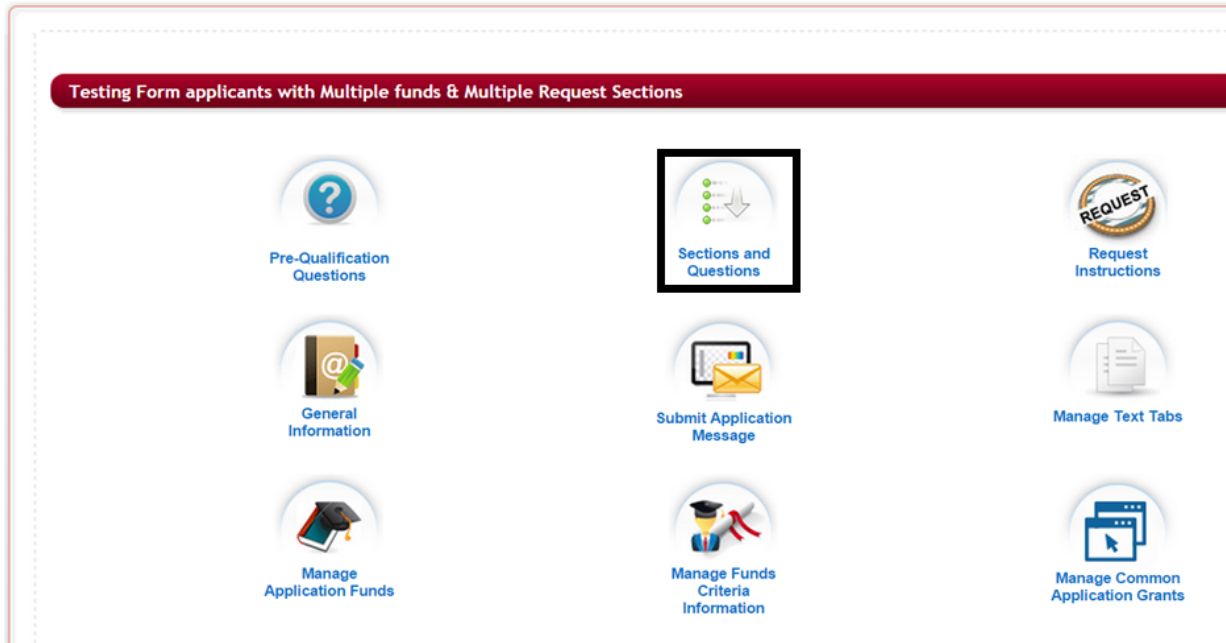 Testing Form applicants with Multiple funds & Multiple Request Sections
Pre-Qualification
Questions
Sections and
Questions
REQUEST
Request
Instructions
General
Information
Submit Application
Message
Manage Text Tabs
Manage
Application Funds
Manage Funds
Criteria
Information
Manage Common
Application Grants